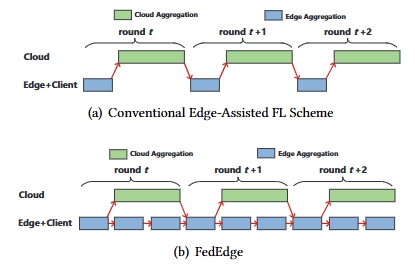 Cloud Aggregation Edge Aggregation
round t round t+1 round t+2
Cloud
Edge+Client
(a) Conventional Edge-Assisted FL Scheme
Cloud Aggregation Edge Aggregation
round t round t+1 round t+2
Cloud
Edge+Client
(b) FedEdge